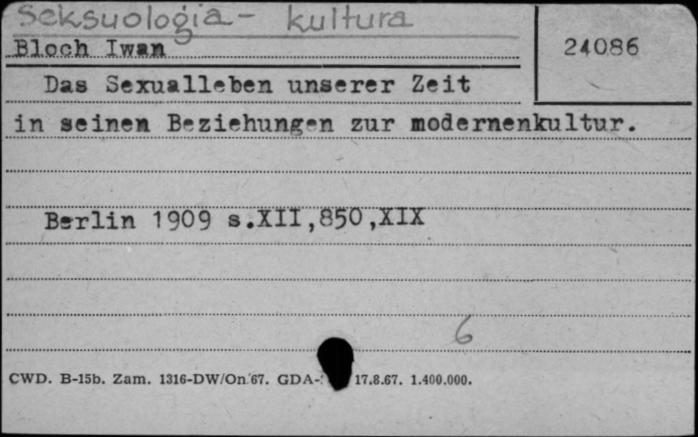 Seksuologia - kultura
Bloch Iwan
24086
Das Sexualleben unserer Zeit
in seinen Beziehungen zur modernenkultur.
Berlin 1909 s.XII,850,XIX
6
CWD. B-15b. Zam. 1316-DW/On.67. GDA- 17.8.67. 1.400.000.